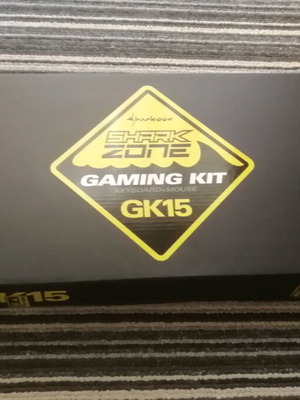 Sharkoon
SHARK
ZONE
GAMING KIT
KEYBOARD+MOUSE
GK15
GK15